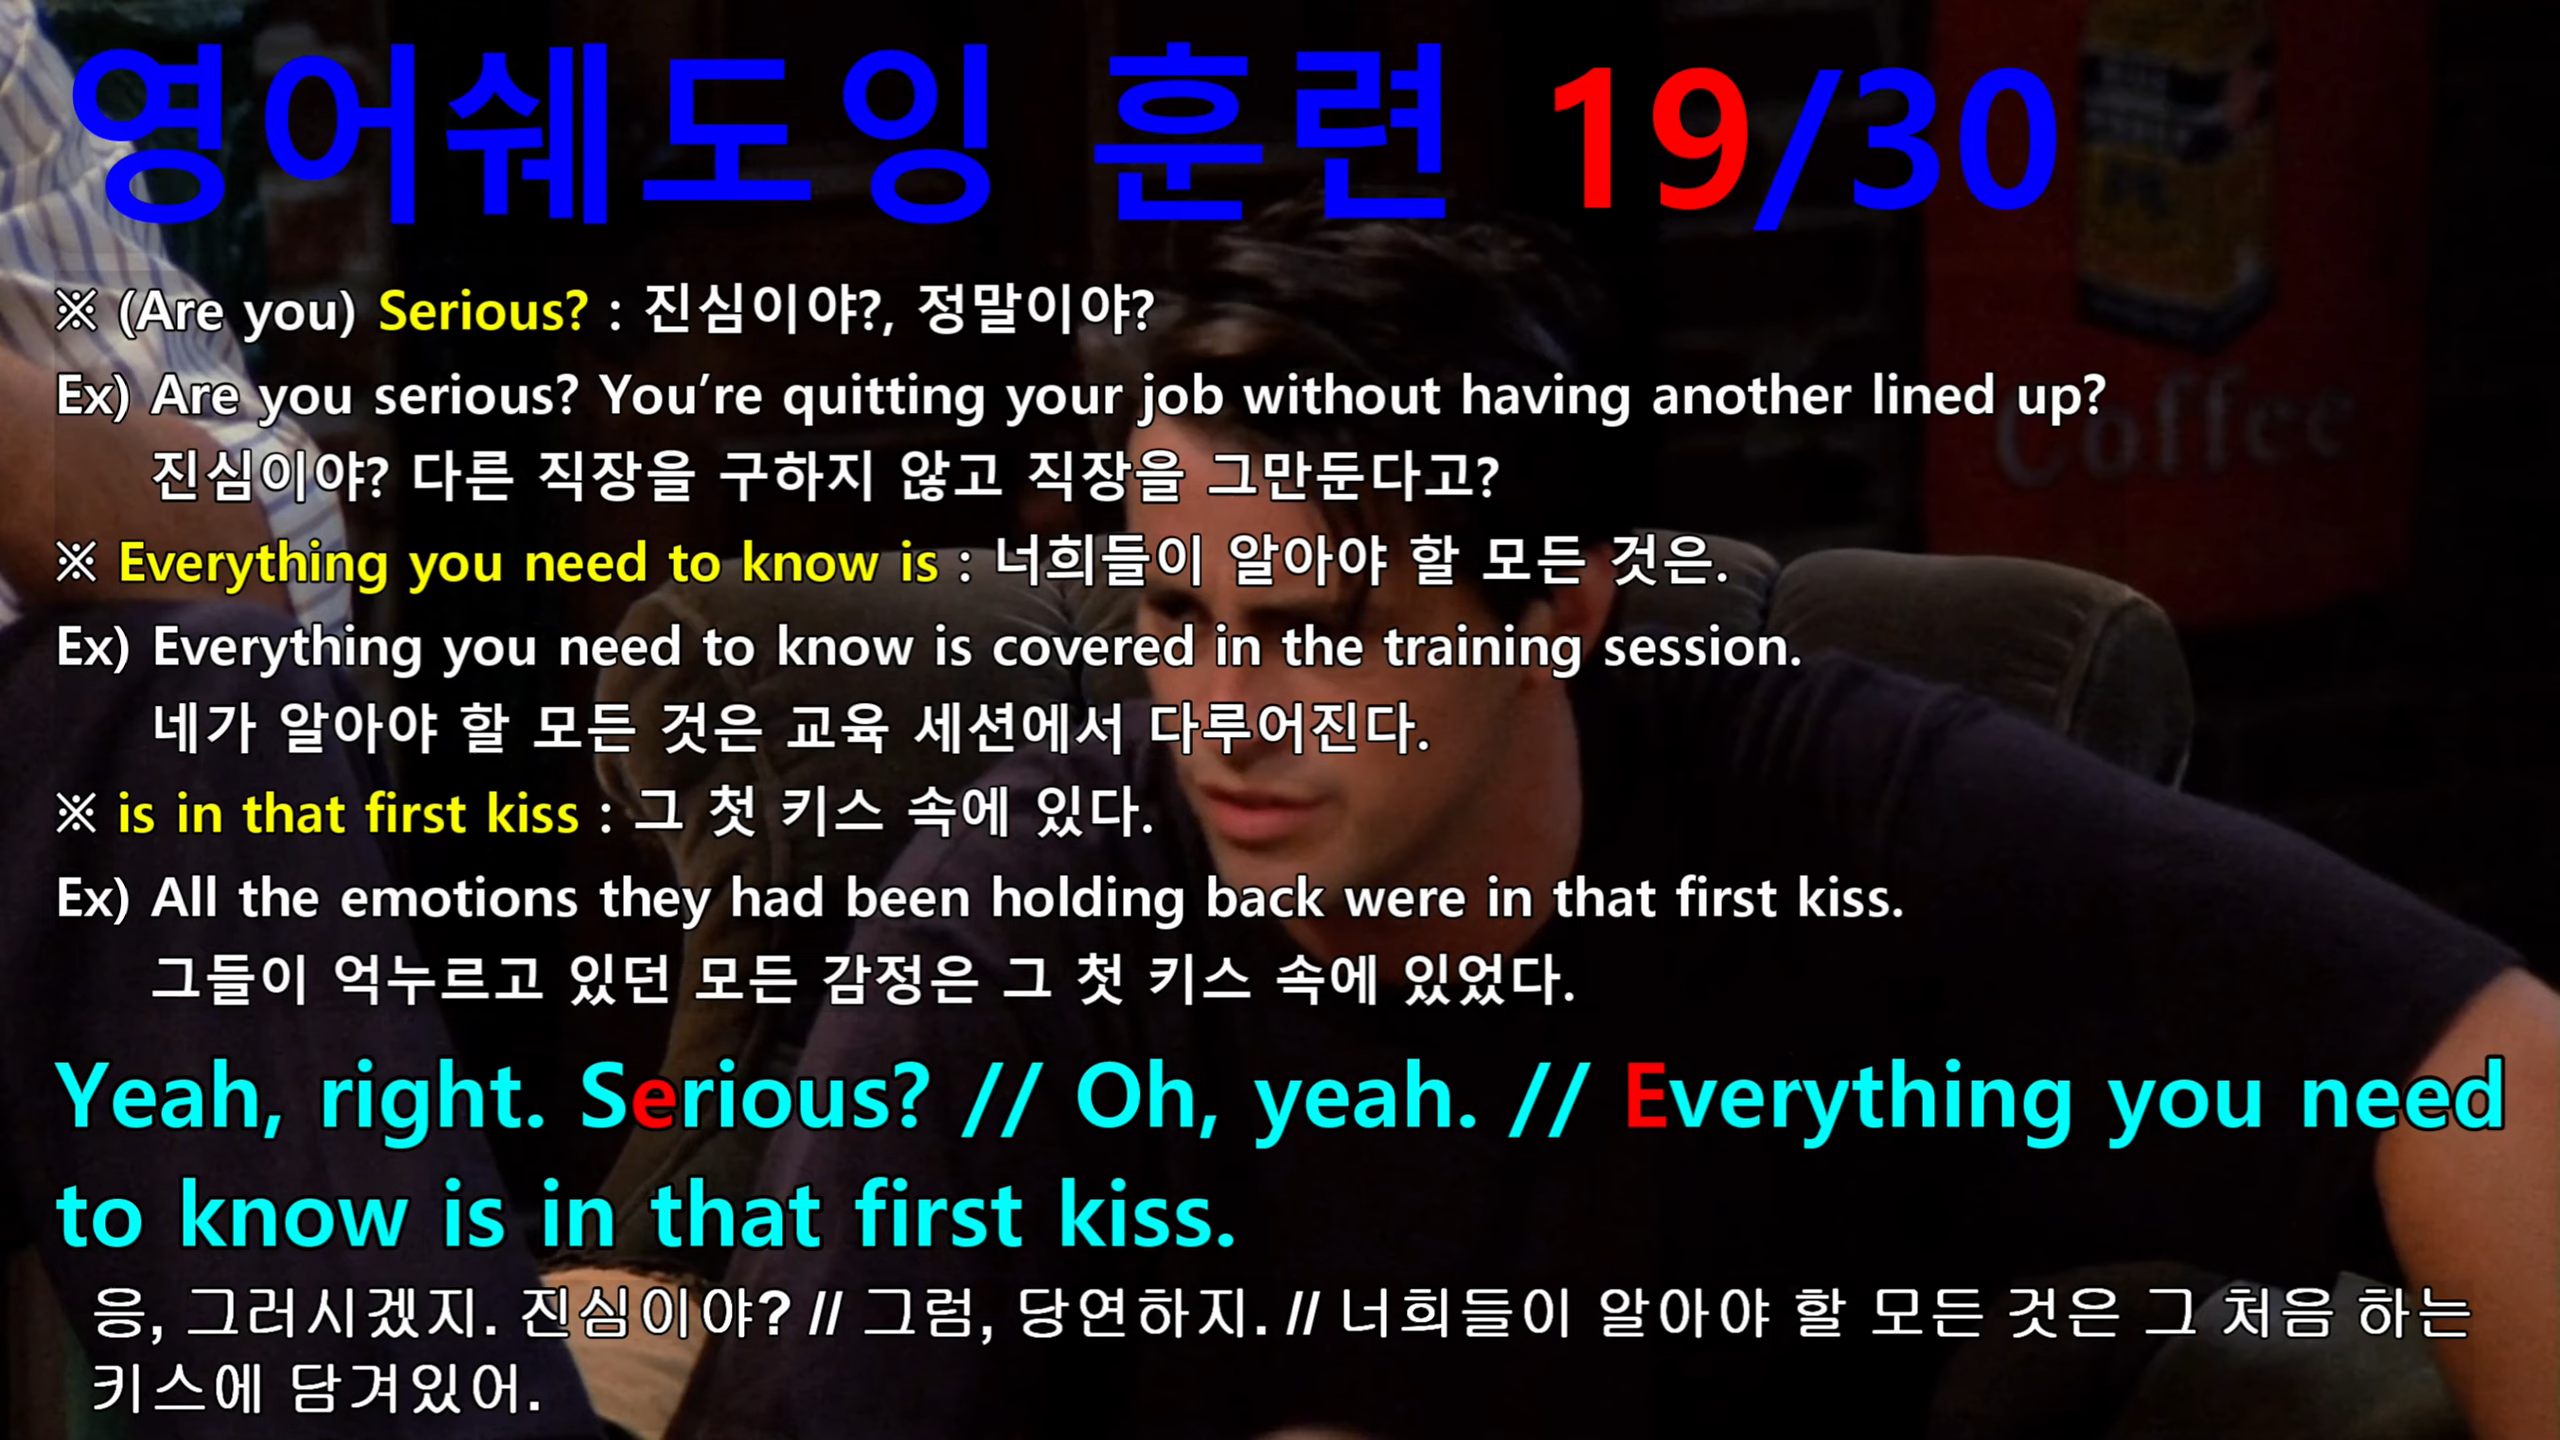 영어쉐도잉 훈련 19/30
※ (Are you) Serious? : 진심이야?, 정말이야?
Ex) Are you serious? You're quitting your job without having another lined up?
진심이야? 다른 직장을 구하지 않고 직장을 그만둔다고?
※ Everything you need to know is : 너희들이 알아야 할 모든 것은.
Ex) Everything you need to know is covered in the training session.
네가 알아야 할 모든 것은 교육 세션에서 다루어진다.
※ is in that first kiss : 그 첫 키스 속에 있다.
Ex) All the emotions they had been holding back were in that first kiss.
그들이 억누르고 있던 모든 감정은 그 첫 키스 속에 있었다.
Yeah, right. Serious? // Oh, yeah. // Everything you need
to know is in that first kiss.
응, 그러시겠지. 진심이야? // 그럼, 당연하지. // 너희들이 알아야 할 모든 것은 그 처음 하는
키스에 담겨있어.
Coffee